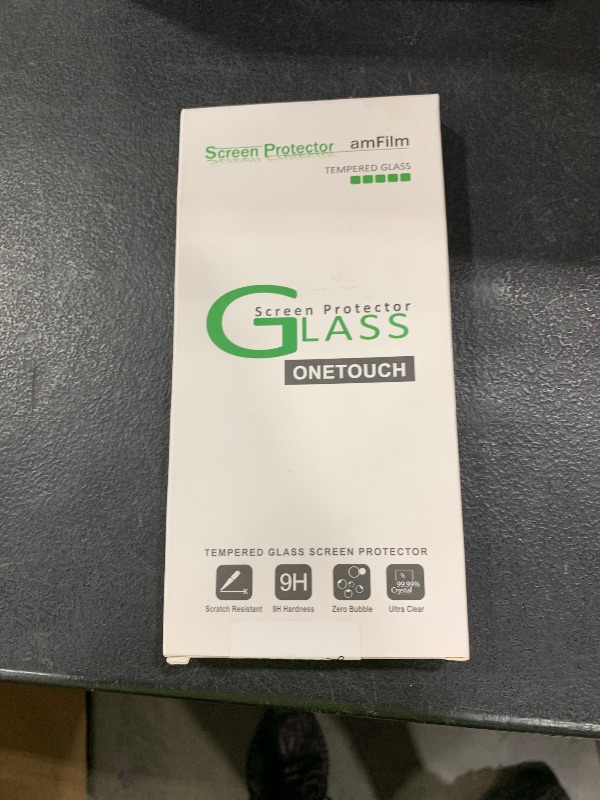 Screen Protector amFilm
TEMPERED GLASS
Screen Protector
GLASS
ONETOUCH
TEMPERED GLASS SCREEN PROTECTOR
9H
99.99%
Crystal
Scratch Resistant 9H Hardness Zero Bubble Ultra Clear